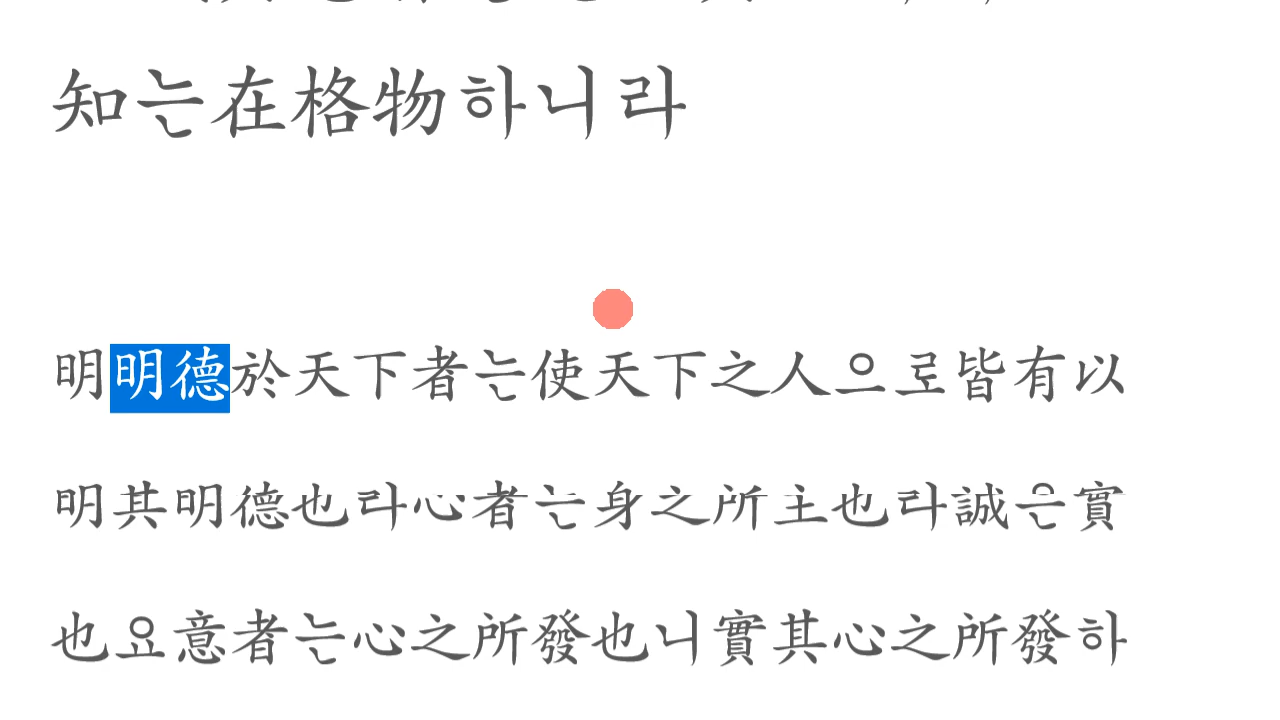 知는在格物하니라
明明德於天下者는使天下之人으로皆有以
明其明德也라心者는身之所主也라誠은實
也요意者는心之所發也니實其心之所發하